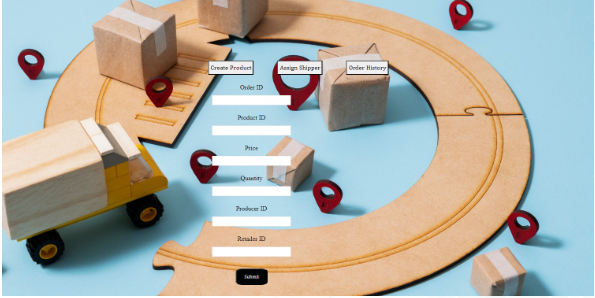 Create Product
Assign Shipper
Order History
Order ID
Product ID
Price
Quantity
Producer ID
Retailer ID
Submit